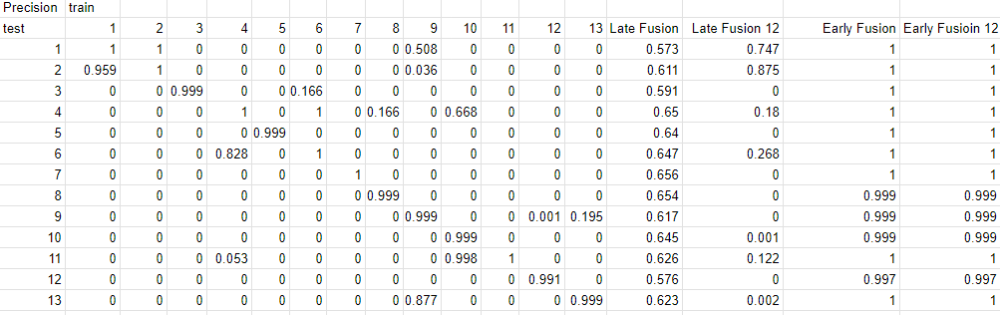 Precision train
test 1 2 3 4 5 6 7 8 9 10 11 12 13 Late Fusion Late Fusion 12 Early Fusion Early Fusioin 12
1 1 1 0 0 0 0 0 0 0.508 0 0 0 0 0.573 0.747 1 1
2 0.959 1 0 0 0 0 0 0 0.036 0 0 0 0 0.611 0.875 1 1
3 0 0 0.999 0 0 0.166 0 0 0 0 0 0 0 0.591 0 1 1
4 0 0 0 1 0 1 0 0.166 0 0.668 0 0 0 0.65 0.18 1 1
5 0 0 0 0 0.999 0 0 0 0 0 0 0 0 0.64 0 1 1
6 0 0 0 0.828 0 1 0 0 0 0 0 0 0 0.647 0.268 1 1
7 0 0 0 0 0 0 1 0 0 0 0 0 0 0.656 0 1 1
8 0 0 0 0 0 0 0 0.999 0 0 0 0 0 0.654 0 0.999 0.999
9 0 0 0 0 0 0 0 0 0.999 0 0 0.001 0.195 0.617 0 0.999 0.999
10 0 0 0 0 0 0 0 0 0 0.999 0 0 0 0.645 0.001 0.999 0.999
11 0 0 0 0.053 0 0 0 0 0 0.998 1 0 0 0.626 0.122 1 1
12 0 0 0 0 0 0 0 0 0 0 0 0.991 0 0.576 0 0.997 0.997
13 0 0 0 0 0 0 0 0 0.877 0 0 0 0.999 0.623 0.002 1 1